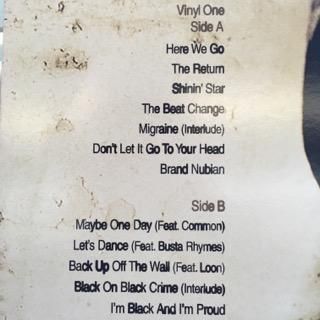 Vinyl One
Side A
Here We Go
The Return
Shinin' Star
The Beat Change
Migraine (Interlude)
Don't Let It Go To Your Head
Brand Nubian
Side B
Maybe One Day (Feat. Common)
Let's Dance (Feat. Busta Rhymes)
Back Up Off The Wall (Feat. Loon)
Black On Black Crime (Interlude)
I'm Black And I'm Proud